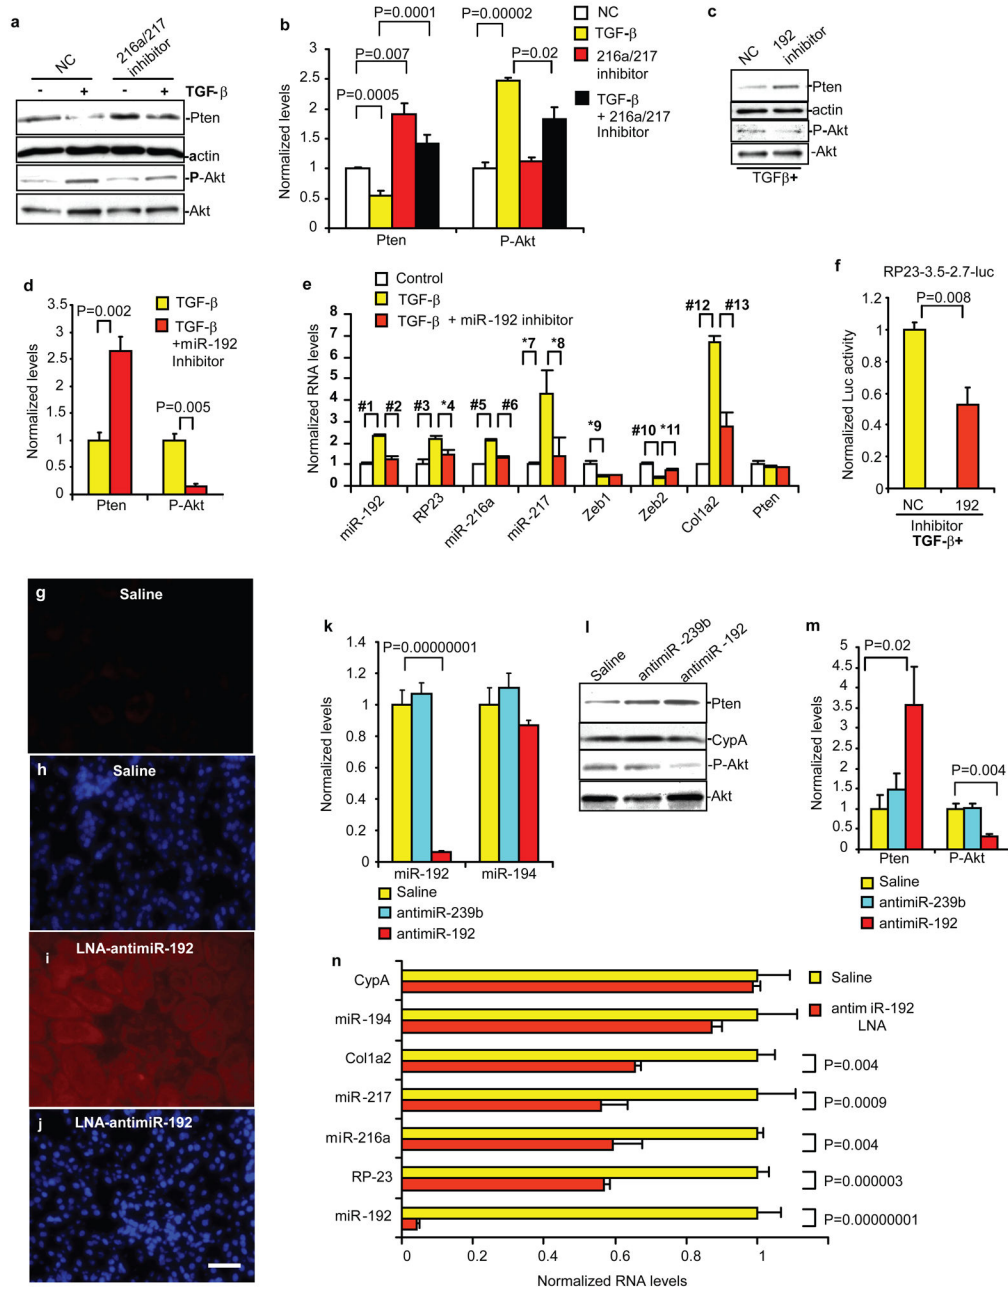 a
NC
216a/217
inhibitor
- + - + TGF-β
-Pten
-actin
-P-Akt
-Akt
b
P=0.0001
P=0.00002
P=0.007
P=0.02
P=0.0005
NC
TGF-β
216a/217
inhibitor
TGF-β
+ 216a/217
Inhibitor
Normalized levels
3
2.5
2
1.5
1
0.5
0
Pten
P-Akt
c
NC
192
inhibitor
-Pten
-actin
-P-Akt
-Akt
TGFβ+
d
TGF-β
TGF-β
+miR-192
Inhibitor
P=0.002
P=0.005
Normalized levels
3.5
3
2.5
2
1.5
1
0.5
0
Pten
P-Akt
e
Control
TGF-β
TGF-β + miR-192 inhibitor
Normalized RNA levels
8
7
6
5
4
3
2
1
0
#1 #2 #3 *4 #5 #6 *7 *8 *9 #10 *11 #12 #13
miR-192
RP23
miR-216a
miR-217
Zeb1
Zeb2
Col1a2
Pten
f
RP23-3.5-2.7-luc
P=0.008
Normalized Luc activity
1.2
1
0.8
0.6
0.4
0.2
0
NC 192
Inhibitor
TGF-β+
g
Saline
h
Saline
i
LNA-antimiR-192
j
LNA-antimiR-192
k
P=0.00000001
Normalized levels
1.4
1.2
1
0.8
0.6
0.4
0.2
0
miR-192
miR-194
Saline
antimiR-239b
antimiR-192
l
Saline
antimiR-239b
antimiR-192
-Pten
-CypA
-P-Akt
-Akt
m
P=0.02
P=0.004
Normalized levels
5
4.5
4
3.5
3
2.5
2
1.5
1
0.5
0
Pten
P-Akt
Saline
antimiR-239b
antimiR-192
n
Saline
antim iR-192
LNA
CypA
miR-194
Col1a2
P=0.004
miR-217
P=0.0009
miR-216a
P=0.004
RP-23
P=0.000003
miR-192
P=0.00000001
0 0.2 0.4 0.6 0.8 1
Normalized RNA levels